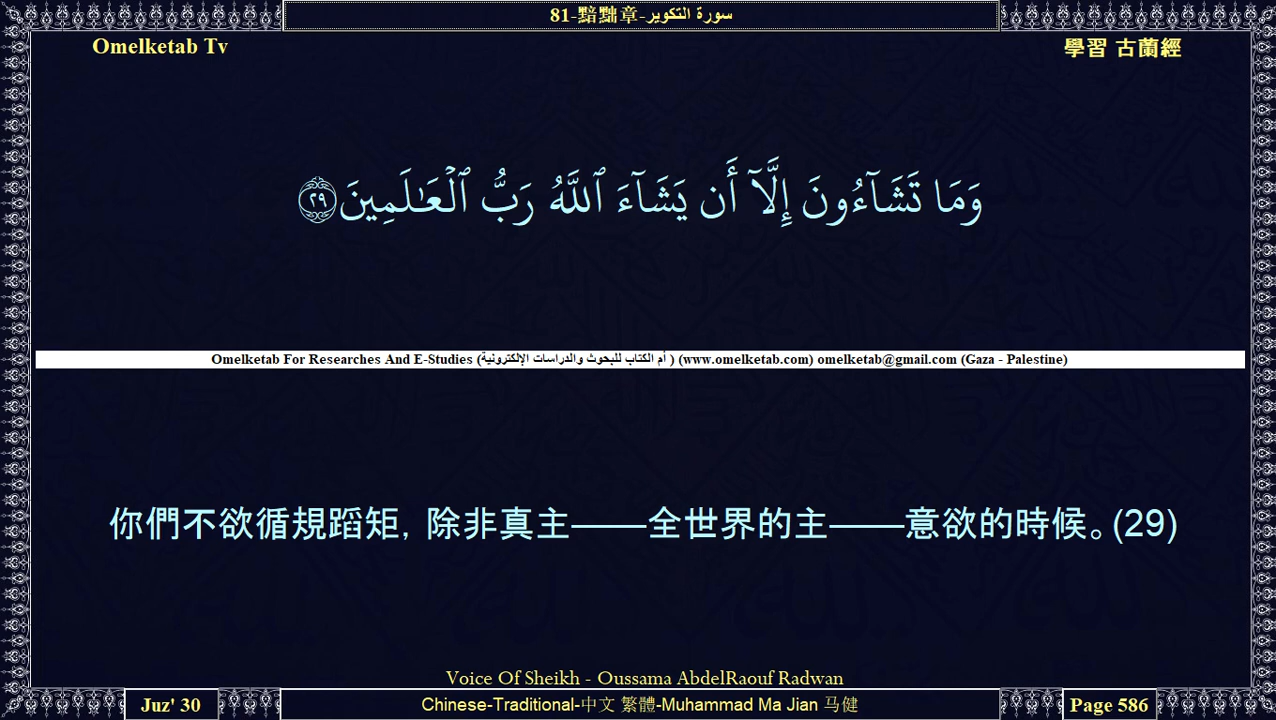 81-黯黜章-سورة التكوير
Omelketab Tv
學習 古蘭經
وَمَا تَشَآءُونَ إِلَّآ أَن يَشَآءَ ٱللَّهُ رَبُّ ٱلۡعَٰلَمِينَ ٢٩
Omelketab For Researches And E-Studies (أم الكتاب للبحوث والدراسات الإلكترونية ) (www.omelketab.com) omelketab@gmail.com (Gaza - Palestine)
你們不欲循規蹈矩，除非真主——全世界的主——意欲的時候。(29)
Voice Of Sheikh - Oussama AbdelRaouf Radwan
Juz' 30
Chinese-Traditional-中文 繁體-Muhammad Ma Jian 马健
Page 586